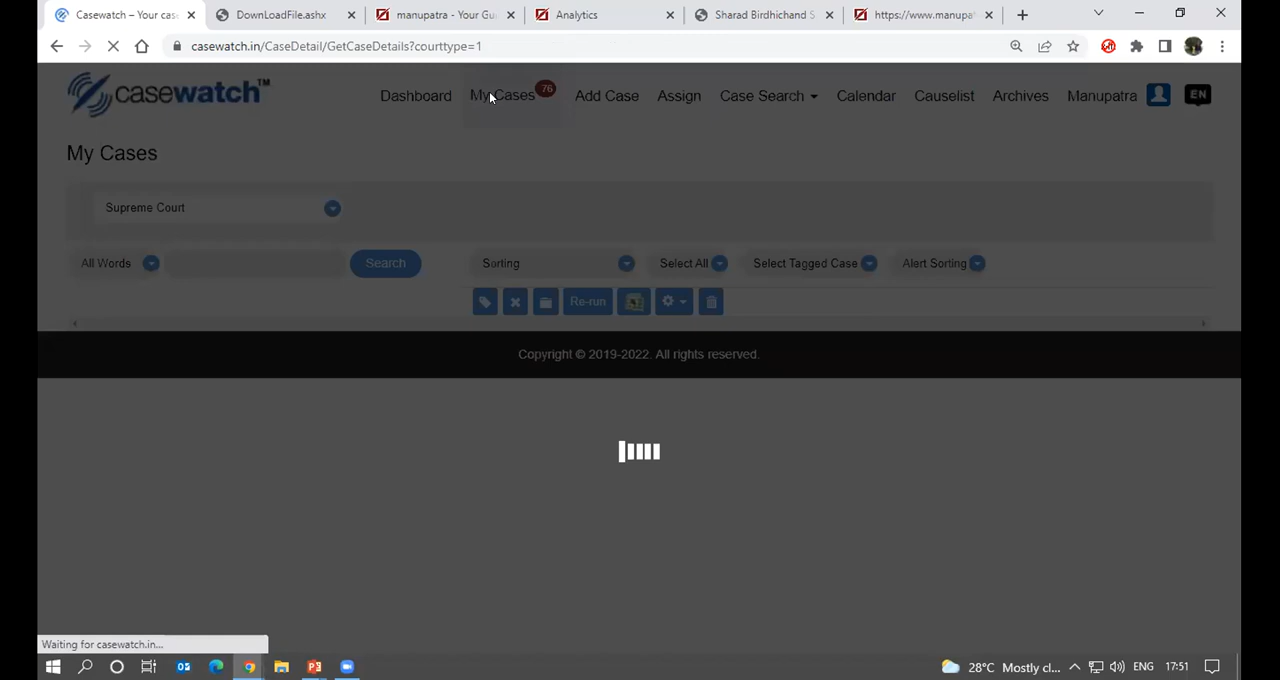 Casewatch – Your cas
DownLoadFile.ashx
manupatra - Your Gu
Analytics
Sharad Birdhichand S
https://www.manupat
casewatch.in/CaseDetail/GetCaseDetails?courttype=1
casewatch™
Dashboard
My Cases 76
Add Case
Assign
Case Search
Calendar
Causelist
Archives
Manupatra
EN
My Cases
Supreme Court
All Words
Search
Sorting
Select All
Select Tagged Case
Alert Sorting
Re-run
Copyright © 2019-2022. All rights reserved.
Waiting for casewatch.in...
28°C Mostly cl...
ENG
17:51